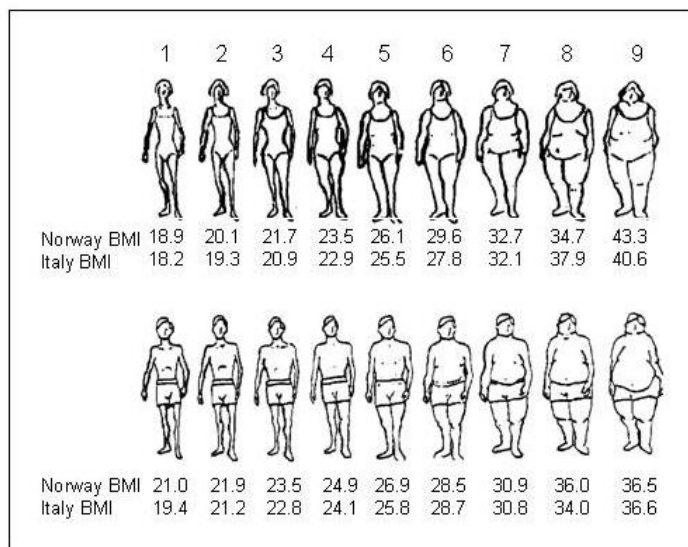 1 2 3 4 5 6 7 8 9
Norway BMI 18.9 20.1 21.7 23.5 26.1 29.6 32.7 34.7 43.3
Italy BMI 18.2 19.3 20.9 22.9 25.5 27.8 32.1 37.9 40.6
Norway BMI 21.0 21.9 23.5 24.9 26.9 28.5 30.9 36.0 36.5
Italy BMI 19.4 21.2 22.8 24.1 25.8 28.7 30.8 34.0 36.6